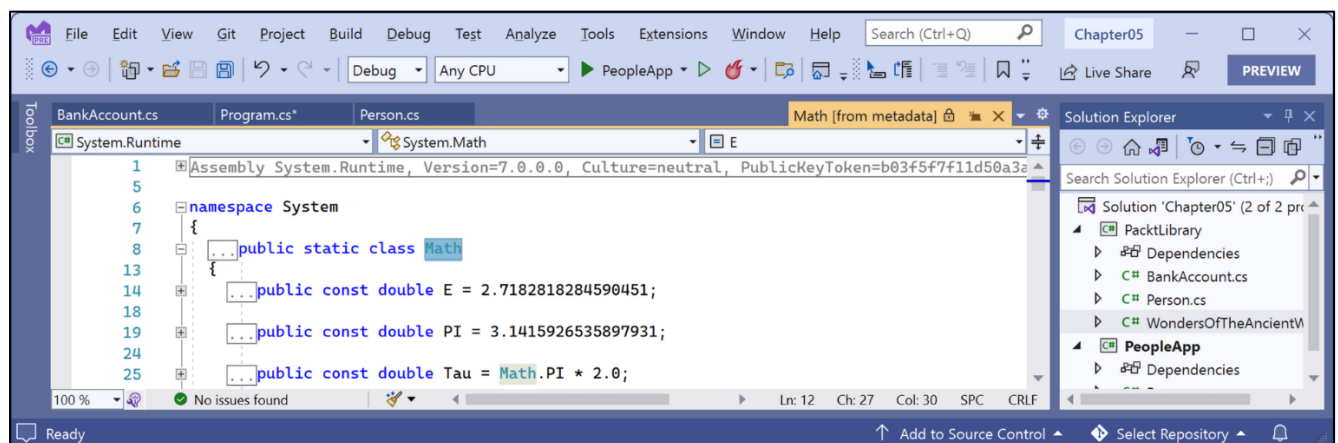 File Edit View Git Project Build Debug Test Analyze Tools Extensions Window Help Search (Ctrl+Q) Chapter05
Debug Any CPU PeopleApp Live Share PREVIEW
Toolbox
BankAccount.cs Program.cs* Person.cs Math [from metadata]
System.Runtime System.Math E
1 Assembly System.Runtime, Version=7.0.0.0, Culture=neutral, PublicKeyToken=b03f5f7f11d50a3a
5
6 namespace System
7 {
8 ...public static class Math
13 {
14 ...public const double E = 2.7182818284590451;
18
19 ...public const double PI = 3.1415926535897931;
24
25 ...public const double Tau = Math.PI * 2.0;
100 % No issues found Ln: 12 Ch: 27 Col: 30 SPC CRLF
Solution Explorer
Search Solution Explorer (Ctrl+;)
Solution 'Chapter05' (2 of 2 pro
C# PacktLibrary
Dependencies
C# BankAccount.cs
C# Person.cs
C# WondersOfTheAncientW
C# PeopleApp
Dependencies
Ready Add to Source Control Select Repository